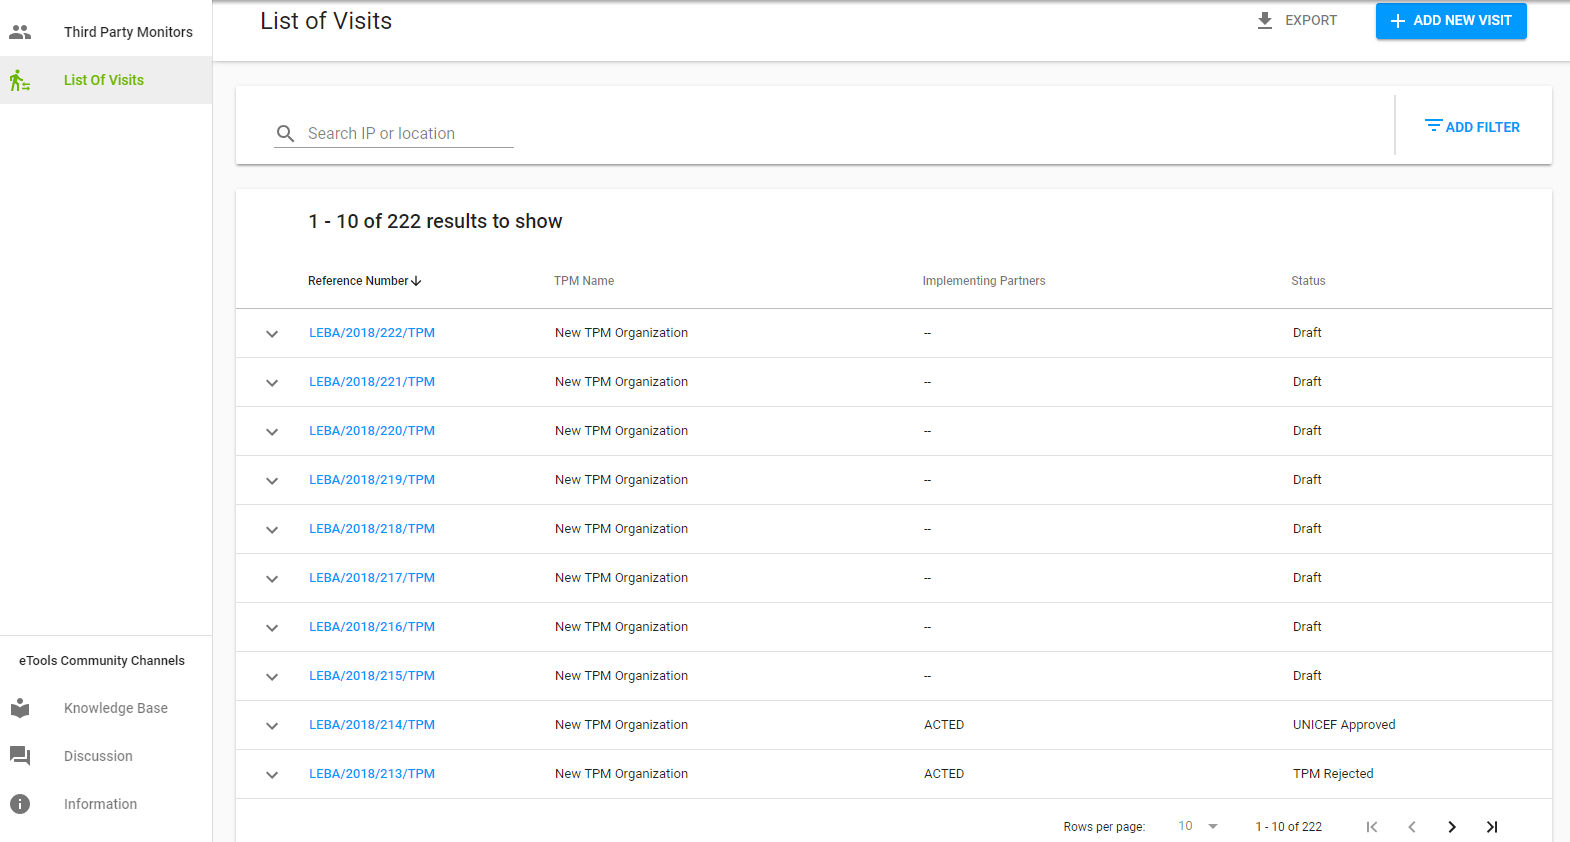 Third Party Monitors
List Of Visits
eTools Community Channels
Knowledge Base
Discussion
Information
List of Visits
EXPORT
ADD NEW VISIT
Search IP or location
ADD FILTER
1 - 10 of 222 results to show
Reference Number TPM Name Implementing Partners Status
LEBA/2018/222/TPM New TPM Organization -- Draft
LEBA/2018/221/TPM New TPM Organization -- Draft
LEBA/2018/220/TPM New TPM Organization -- Draft
LEBA/2018/219/TPM New TPM Organization -- Draft
LEBA/2018/218/TPM New TPM Organization -- Draft
LEBA/2018/217/TPM New TPM Organization -- Draft
LEBA/2018/216/TPM New TPM Organization -- Draft
LEBA/2018/215/TPM New TPM Organization -- Draft
LEBA/2018/214/TPM New TPM Organization ACTED UNICEF Approved
LEBA/2018/213/TPM New TPM Organization ACTED TPM Rejected
Rows per page: 10 1 - 10 of 222